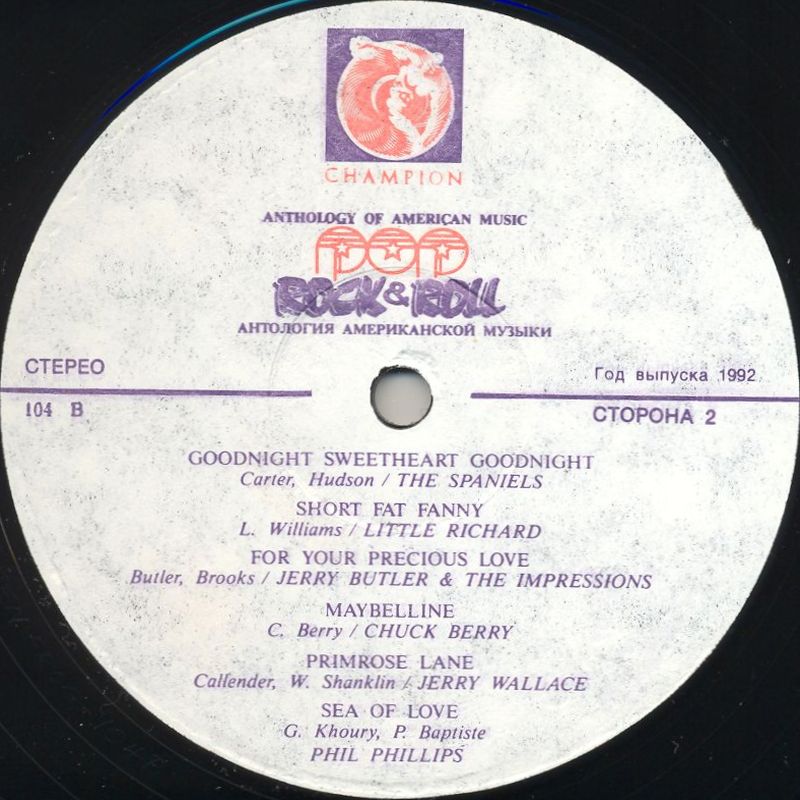 CHAMPION
ANTHOLOGY OF AMERICAN MUSIC
POP
ROCK & ROLL
АНТОЛОГИЯ АМЕРИКАНСКОЙ МУЗЫКИ
СТЕРЕО
Год выпуска 1992
104 B
СТОРОНА 2
GOODNIGHT SWEETHEART GOODNIGHT
Carter, Hudson / THE SPANIELS
SHORT FAT FANNY
L. Williams / LITTLE RICHARD
FOR YOUR PRECIOUS LOVE
Butler, Brooks / JERRY BUTLER & THE IMPRESSIONS
MAYBELLINE
C. Berry / CHUCK BERRY
PRIMROSE LANE
Callender, W. Shanklin / JERRY WALLACE
SEA OF LOVE
G. Khoury, P. Baptiste
PHIL PHILLIPS